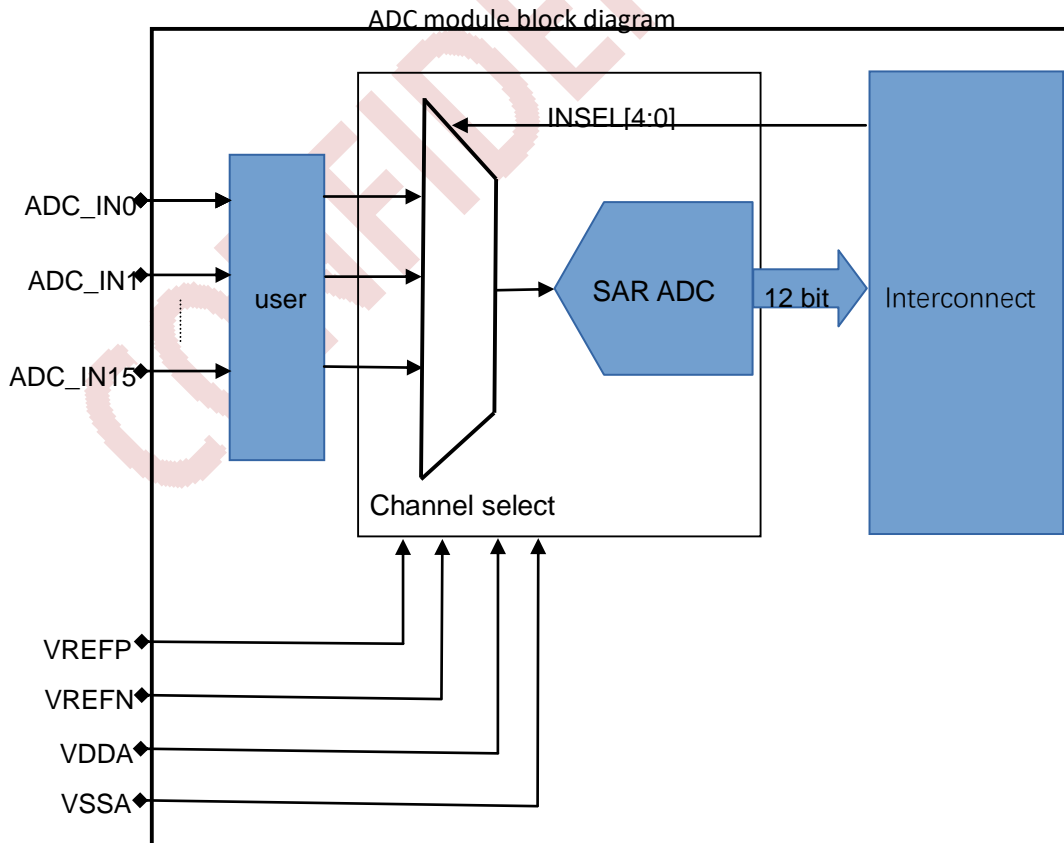 ADC module block diagram
INSEL[4:0]
ADC_IN0
ADC_IN1
ADC_IN15
user
SAR ADC
12 bit
Interconnect
Channel select
VREFP
VREFN
VDDA
VSSA
CONFIDE